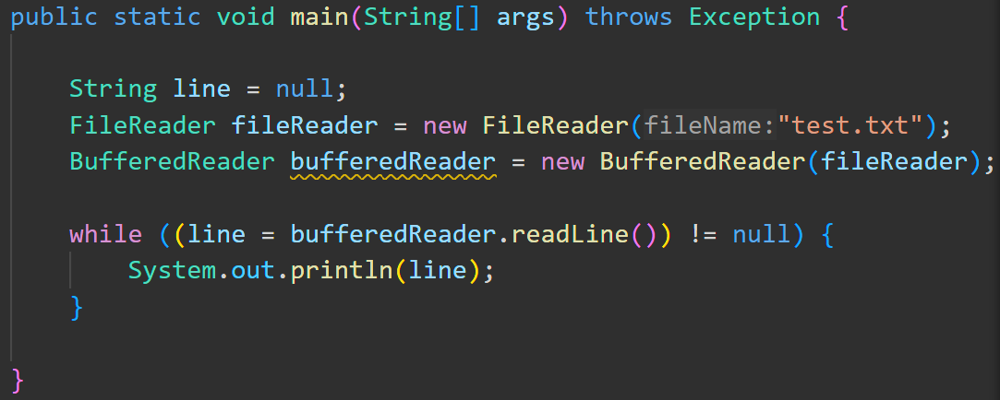 public static void main(String[] args) throws Exception {
    String line = null;
    FileReader fileReader = new FileReader(fileName:"test.txt");
    BufferedReader bufferedReader = new BufferedReader(fileReader);
    while ((line = bufferedReader.readLine()) != null) {
        System.out.println(line);
    }
}